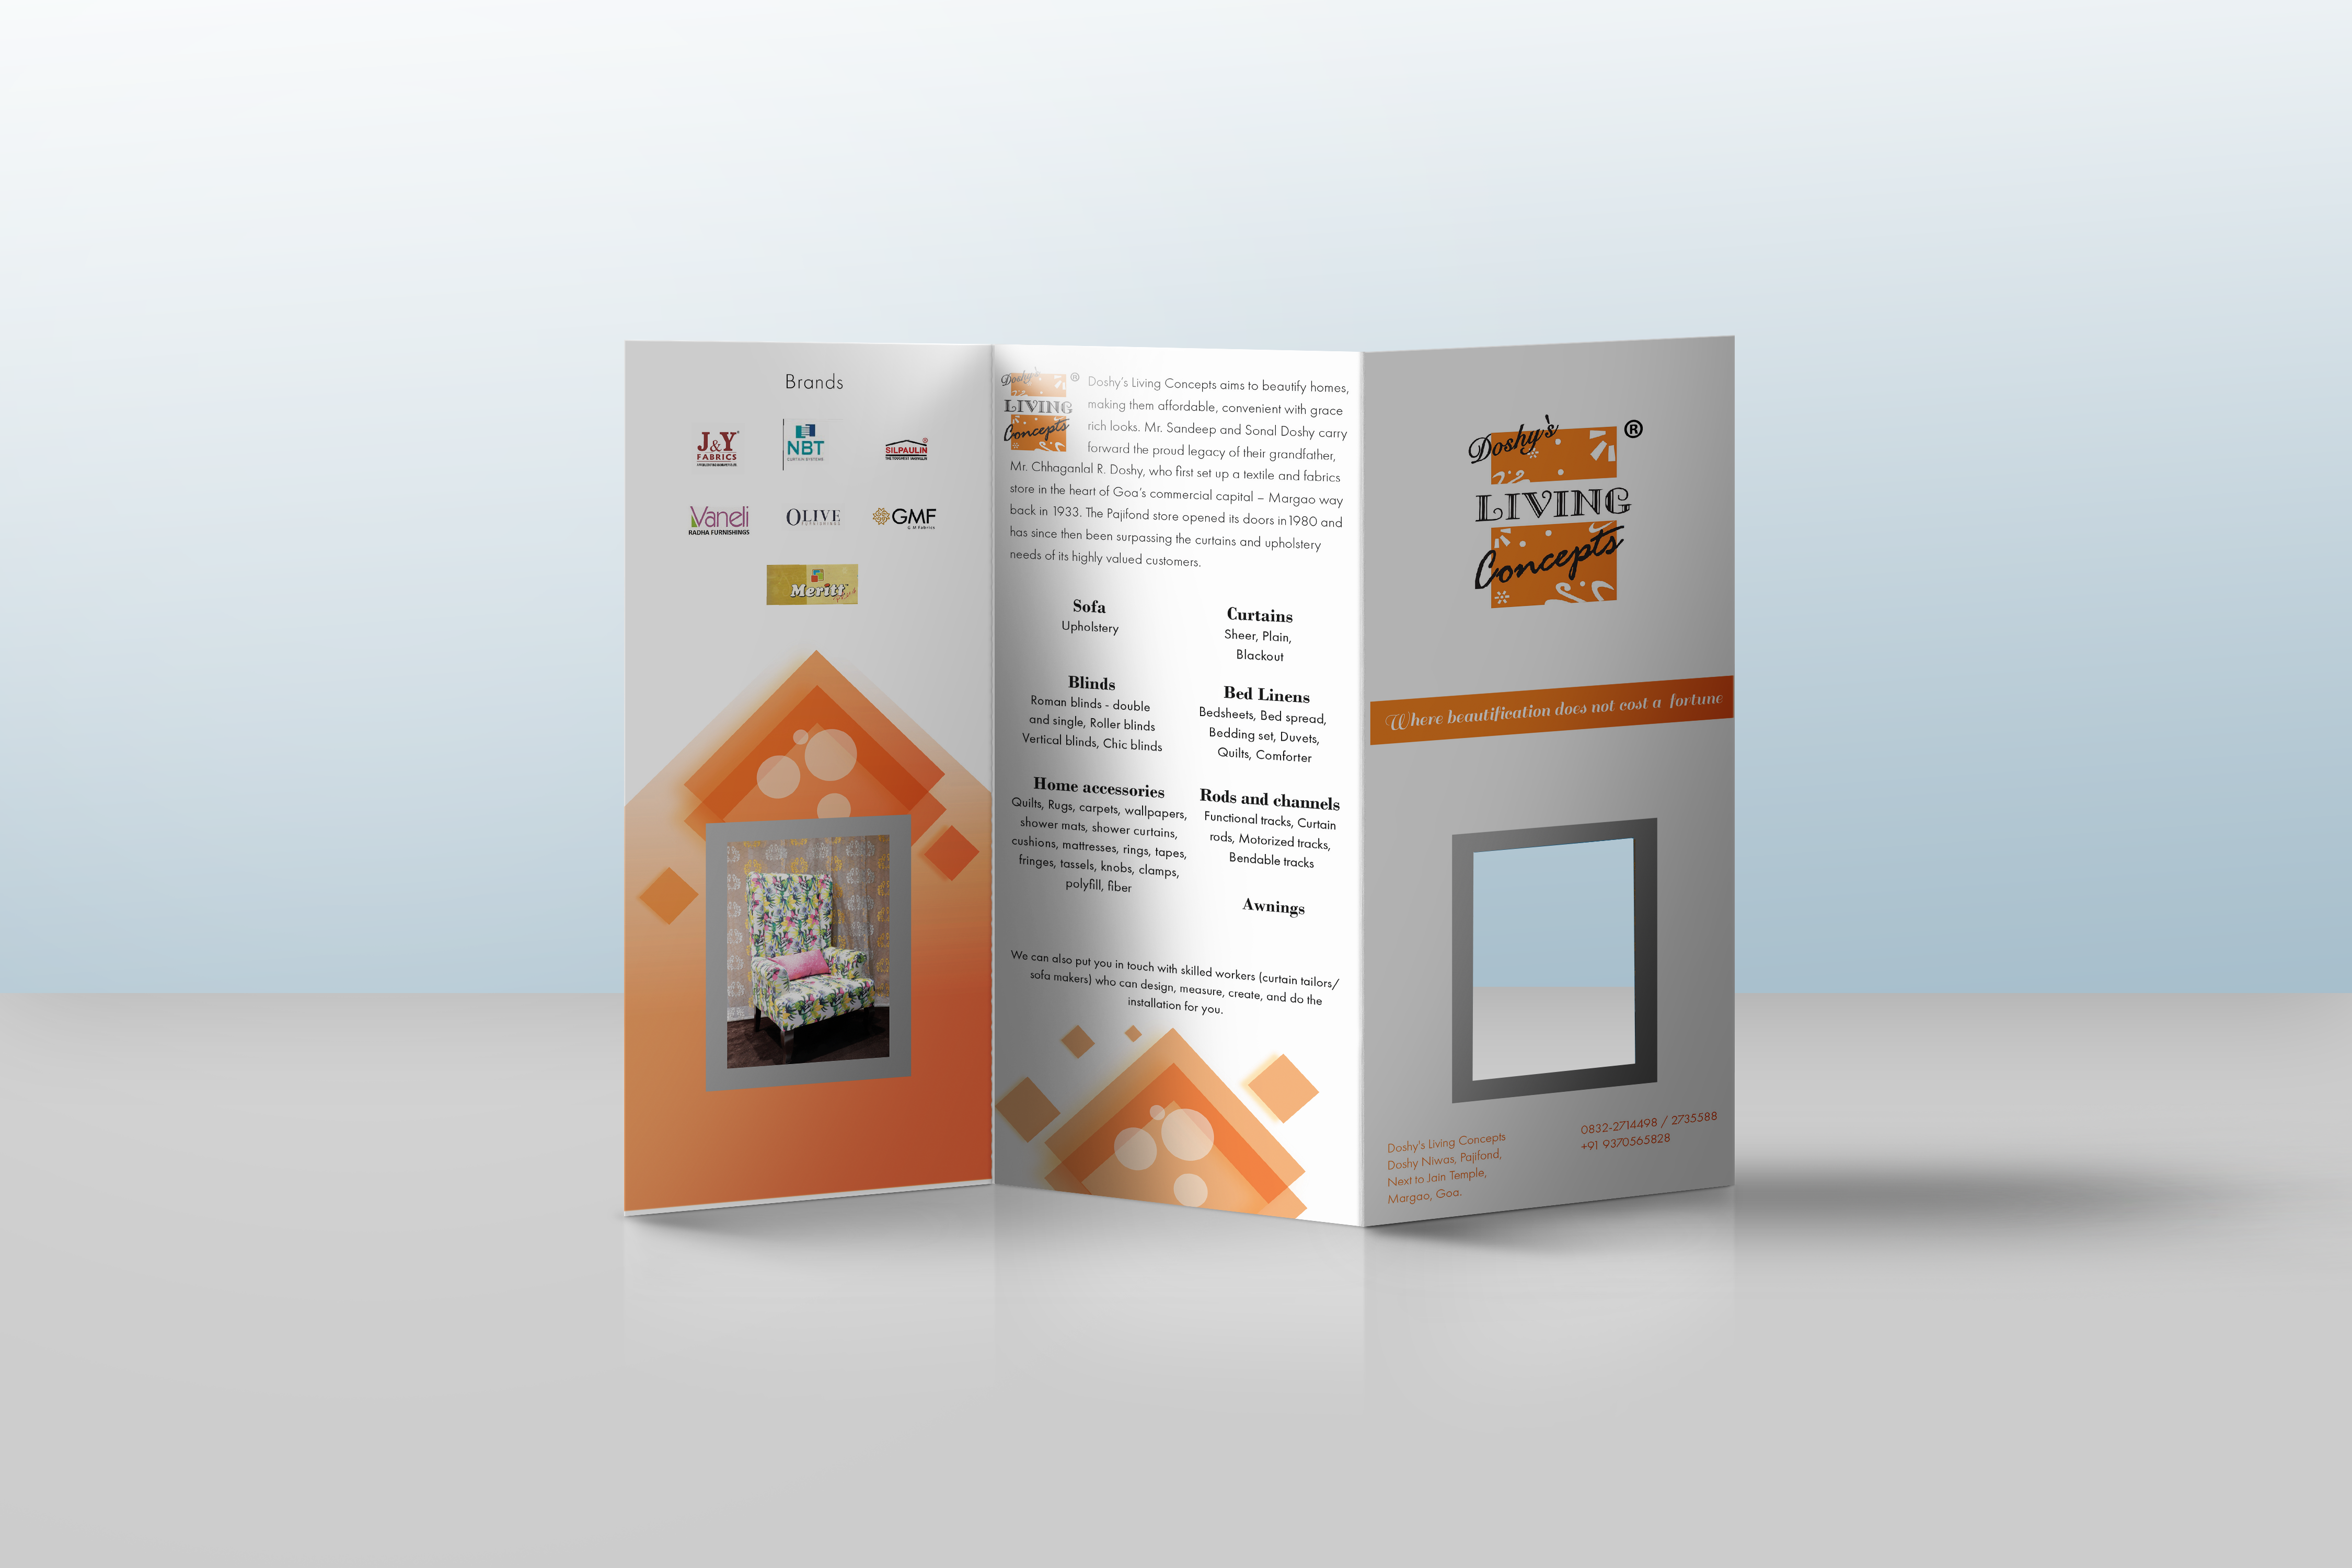 Brands
J&Y
FABRICS
NBT
CURTAIN SYSTEMS
SILPAULIN
®
Vaneli
RADHA FURNISHINGS
OLIVE
FURNISHINGS
GMF
G M Fabrics
Meritt
Doshy's ®
LIVING
Concepts
Doshy's Living Concepts aims to beautify homes,
making them affordable, convenient with grace
rich looks. Mr. Sandeep and Sonal Doshy carry
forward the proud legacy of their grandfather,
Mr. Chhaganlal R. Doshy, who first set up a textile and fabrics
store in the heart of Goa's commercial capital – Margao way
back in 1933. The Pajifond store opened its doors in1980 and
has since then been surpassing the curtains and upholstery
needs of its highly valued customers.
Sofa
Upholstery
Curtains
Sheer, Plain,
Blackout
Blinds
Roman blinds - double
and single, Roller blinds
Vertical blinds, Chic blinds
Bed Linens
Bedsheets, Bed spread,
Bedding set, Duvets,
Quilts, Comforter
Home accessories
Quilts, Rugs, carpets, wallpapers,
shower mats, shower curtains,
cushions, mattresses, rings, tapes,
fringes, tassels, knobs, clamps,
polyfill, fiber
Rods and channels
Functional tracks, Curtain
rods, Motorized tracks,
Bendable tracks
Awnings
We can also put you in touch with skilled workers (curtain tailors/
sofa makers) who can design, measure, create, and do the
installation for you.
Doshy's ®
LIVING
Concepts
Where beautification does not cost a fortune
Doshy's Living Concepts
Doshy Niwas, Pajifond,
Next to Jain Temple,
Margao, Goa.
0832-2714498 / 2735588
+91 9370565828